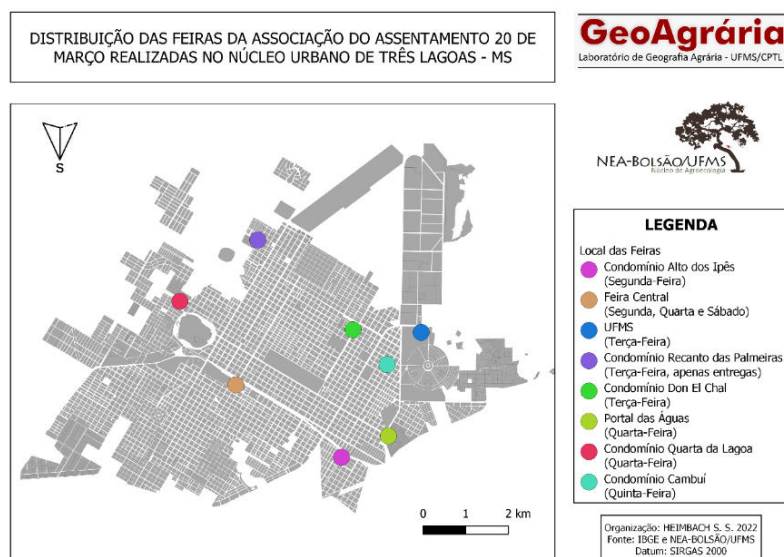 DISTRIBUIÇÃO DAS FEIRAS DA ASSOCIAÇÃO DO ASSENTAMENTO 20 DE
MARÇO REALIZADAS NO NÚCLEO URBANO DE TRÊS LAGOAS - MS
GeoAgrária
Laboratório de Geografia Agrária - UFMS/CPTL
NEA-BOLSÃO/UFMS
Núcleo de Agroecologia
S
LEGENDA
Local das Feiras
Condomínio Alto dos Ipês
(Segunda-Feira)
Feira Central
(Segunda, Quarta e Sábado)
UFMS
(Terça-Feira)
Condomínio Recanto das Palmeiras
(Terça-Feira, apenas entregas)
Condomínio Don El Chal
(Terça-Feira)
Portal das Águas
(Quarta-Feira)
Condomínio Quarta da Lagoa
(Quarta-Feira)
Condomínio Cambuí
(Quinta-Feira)
0 1 2 km
Organização: HEIMBACH S. S. 2022
Fonte: IBGE e NEA-BOLSÃO/UFMS
Datum: SIRGAS 2000